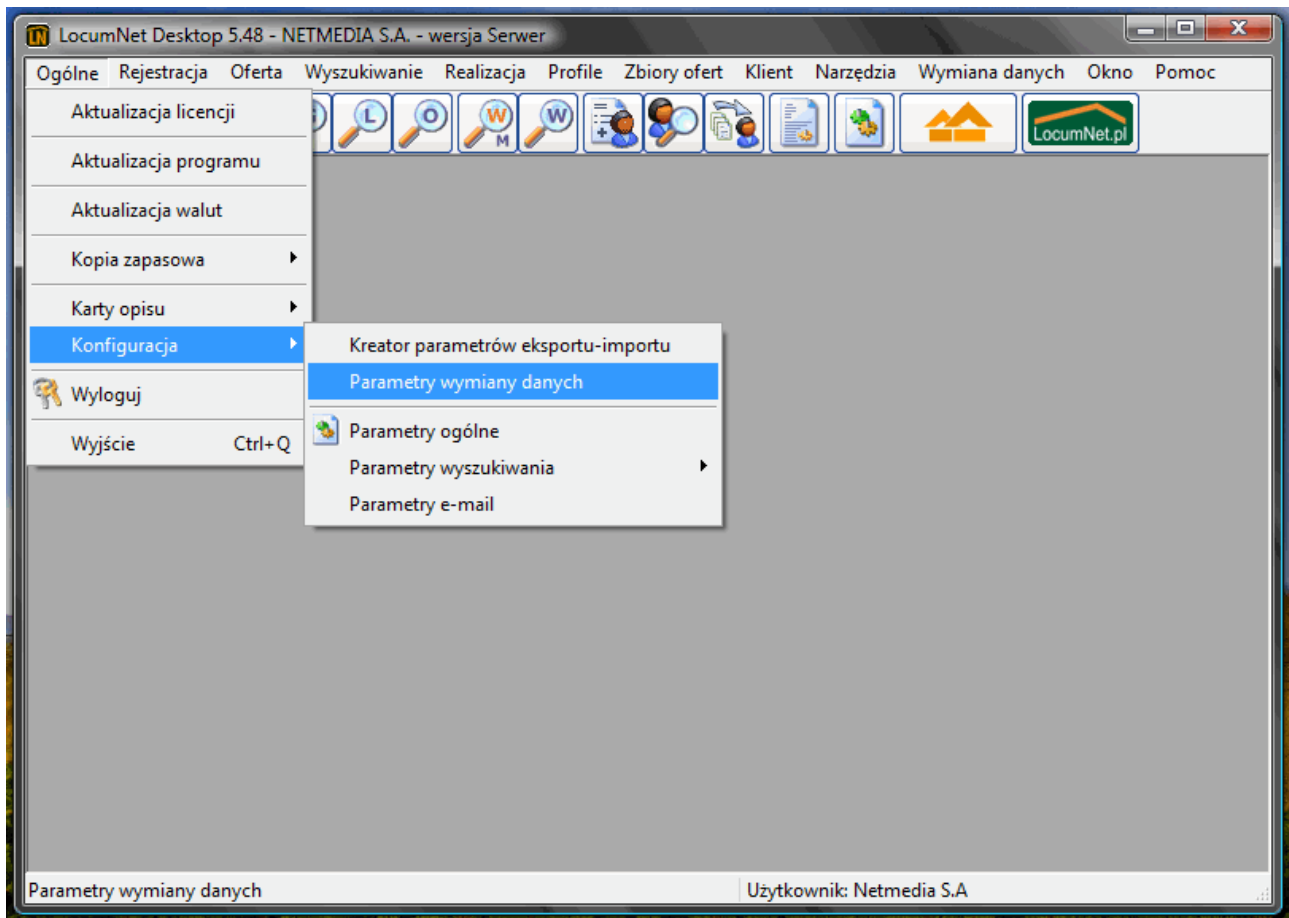 LocumNet Desktop 5.48 - NETMEDIA S.A. - wersja Serwer
Ogólne Rejestracja Oferta Wyszukiwanie Realizacja Profile Zbiory ofert Klient Narzędzia Wymiana danych Okno Pomoc
L O W M W LocumNet.pl
Aktualizacja licencji
Aktualizacja programu
Aktualizacja walut
Kopia zapasowa
Karty opisu
Konfiguracja
Wyloguj
Wyjście Ctrl+Q
Kreator parametrów eksportu-importu
Parametry wymiany danych
Parametry ogólne
Parametry wyszukiwania
Parametry e-mail
Parametry wymiany danych
Użytkownik: Netmedia S.A